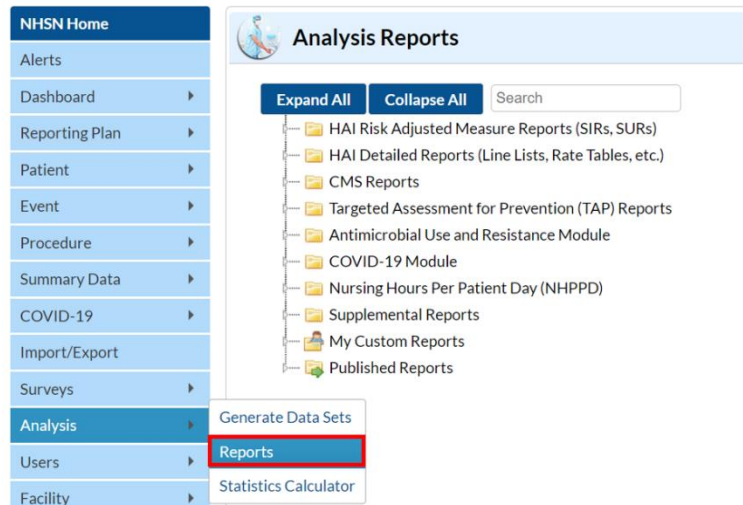 NHSN Home
Alerts
Dashboard
Reporting Plan
Patient
Event
Procedure
Summary Data
COVID-19
Import/Export
Surveys
Analysis
Users
Facility
Analysis Reports
Expand All Collapse All Search
HAI Risk Adjusted Measure Reports (SIRs, SURs)
HAI Detailed Reports (Line Lists, Rate Tables, etc.)
CMS Reports
Targeted Assessment for Prevention (TAP) Reports
Antimicrobial Use and Resistance Module
COVID-19 Module
Nursing Hours Per Patient Day (NHPPD)
Supplemental Reports
My Custom Reports
Published Reports
Generate Data Sets
Reports
Statistics Calculator